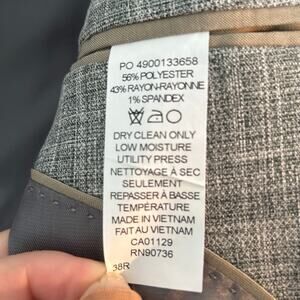 PO 4900133658
56% POLYESTER
43% RAYON-RAYONNE
1% SPANDEX
DRY CLEAN ONLY
LOW MOISTURE
UTILITY PRESS
NETTOYAGE À SEC
SEULEMENT
REPASSER À BASSE
TEMPÉRATURE
MADE IN VIETNAM
FAIT AU VIETNAM
CA01129
RN90736
38R